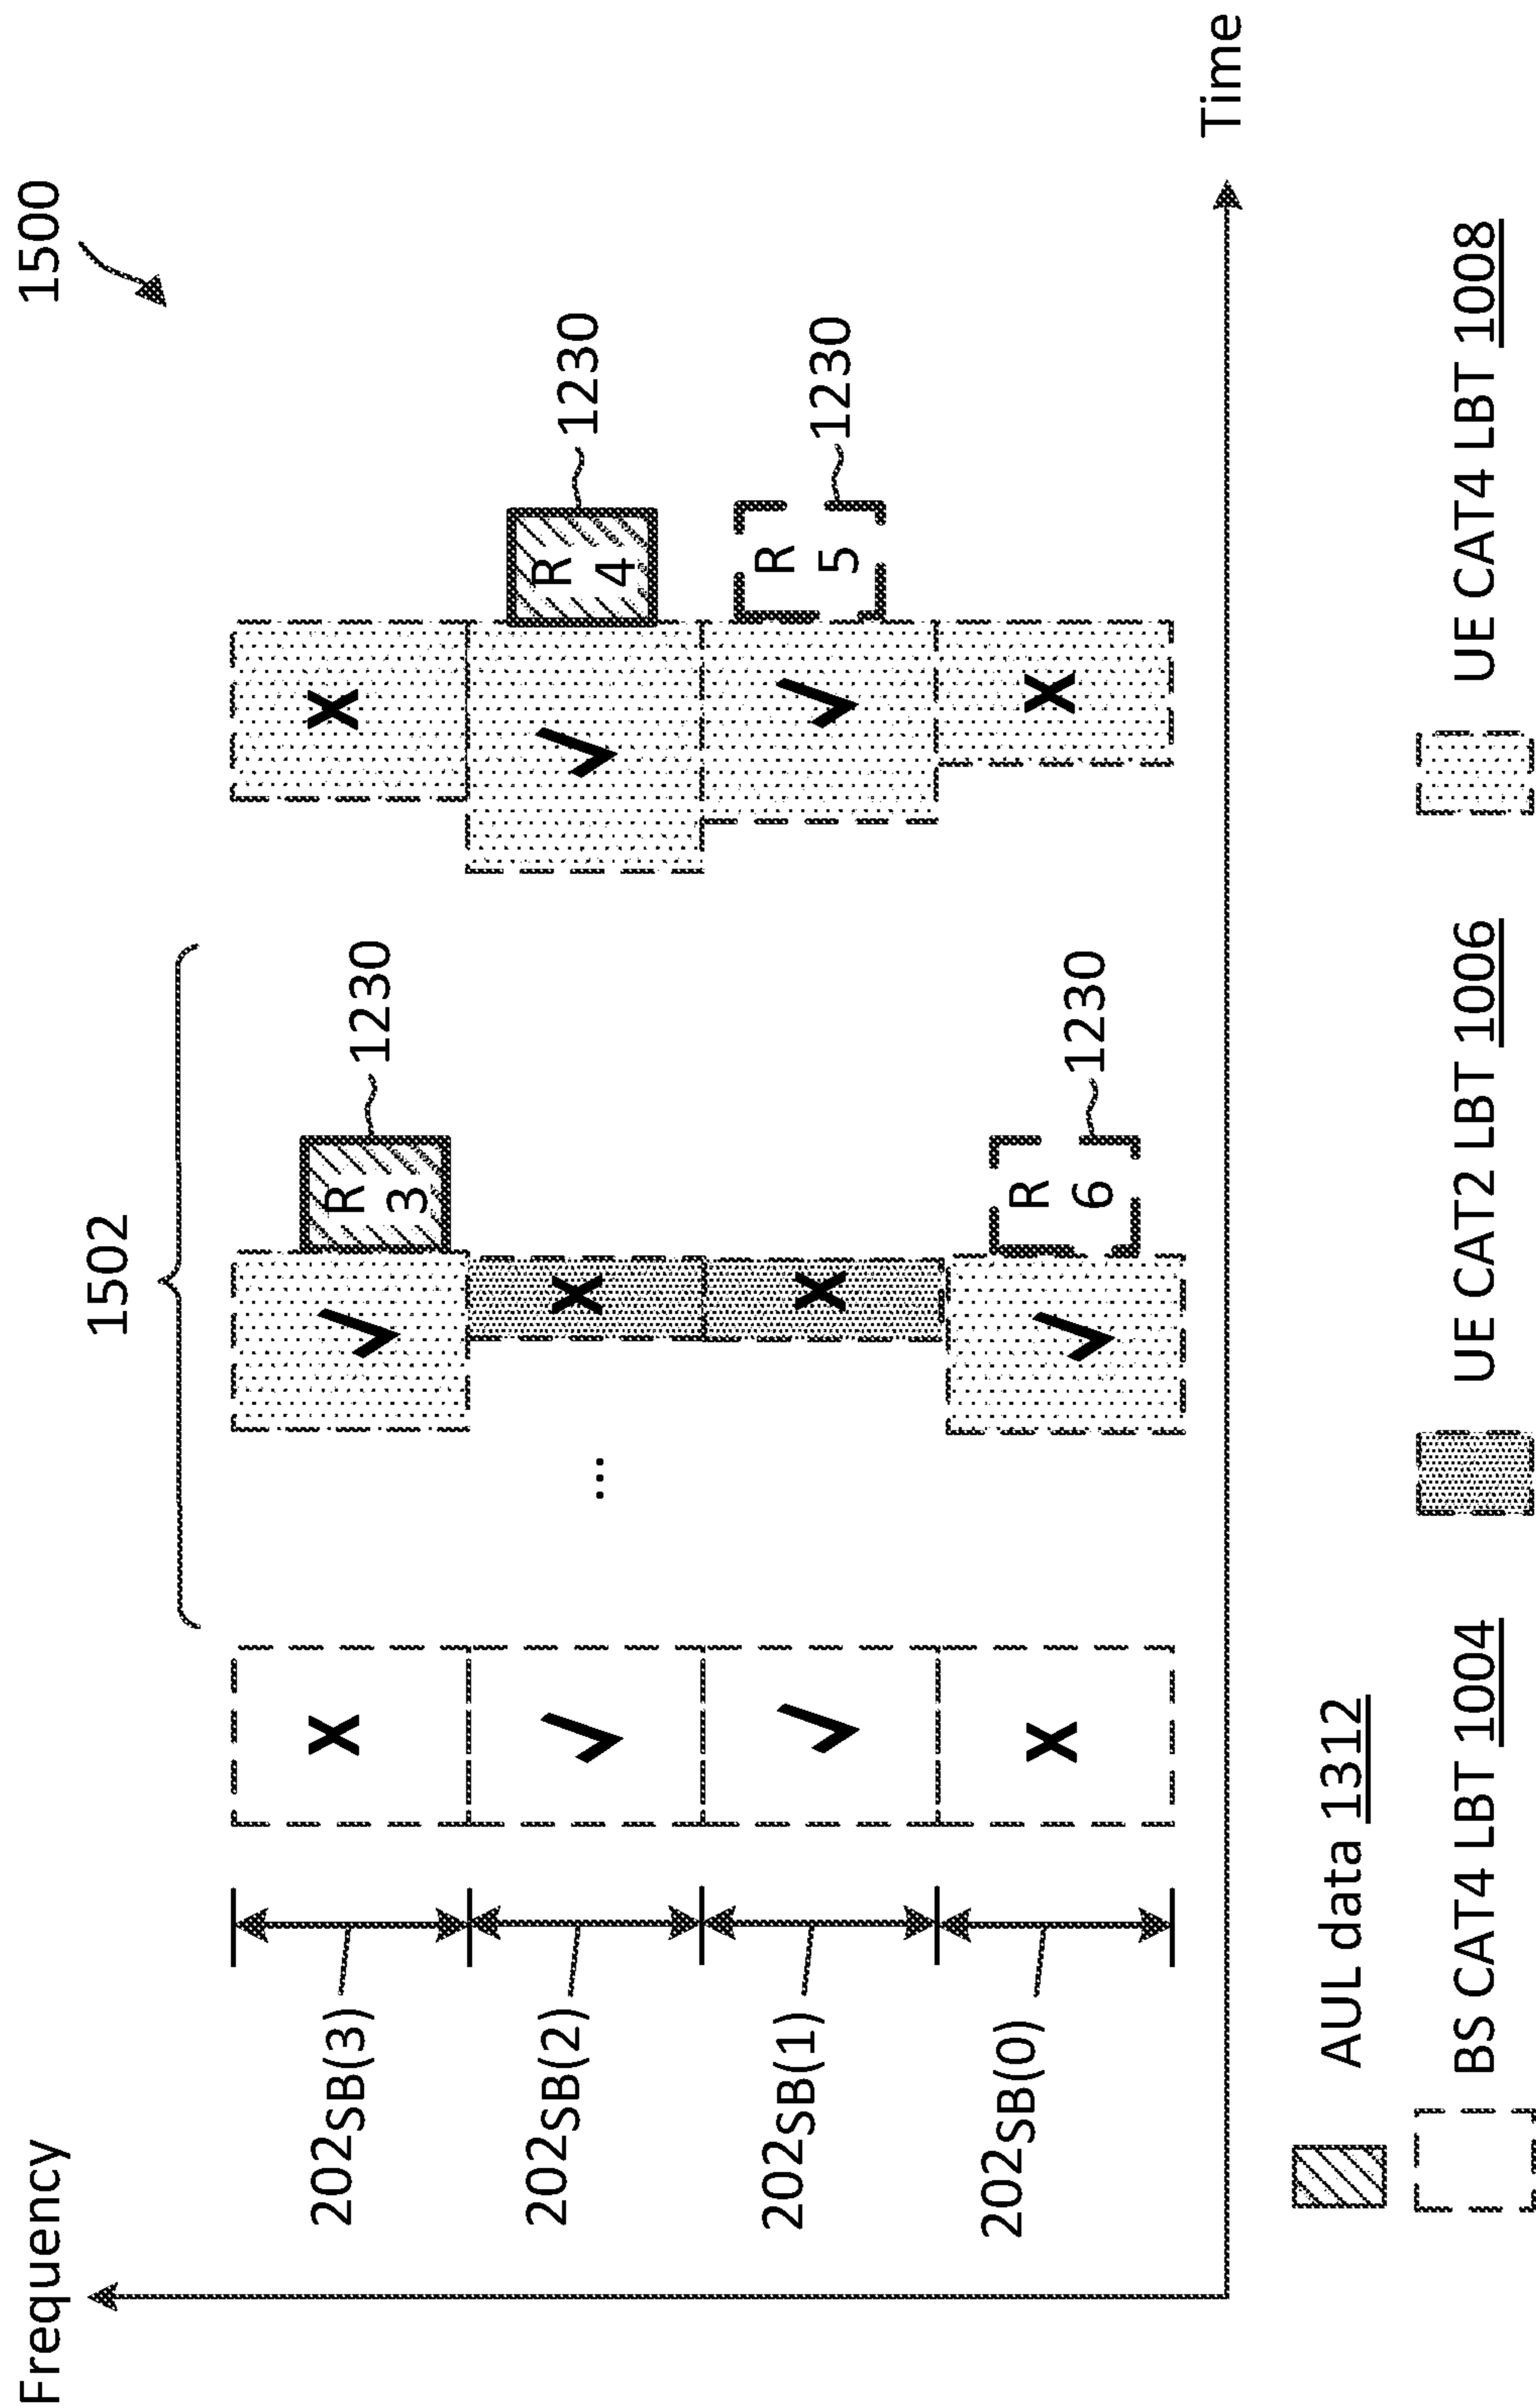 1500
Frequency
1502
1230
1230
1230
1230
R
3
R
4
R
5
R
6
X
√
X
√
X
√
√
X
√
X
√
X
...
202SB(3)
202SB(2)
202SB(1)
202SB(0)
Time
AUL data 1312
BS CAT4 LBT 1004
UE CAT2 LBT 1006
UE CAT4 LBT 1008